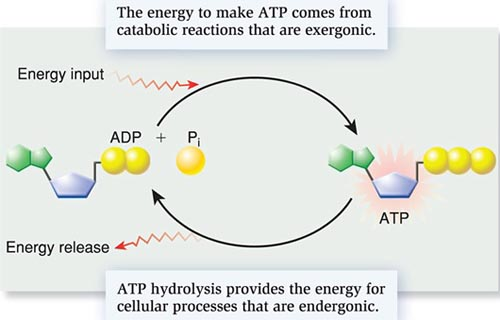 The energy to make ATP comes from
catabolic reactions that are exergonic.
Energy input
ADP + Pi
ATP
Energy release
ATP hydrolysis provides the energy for
cellular processes that are endergonic.